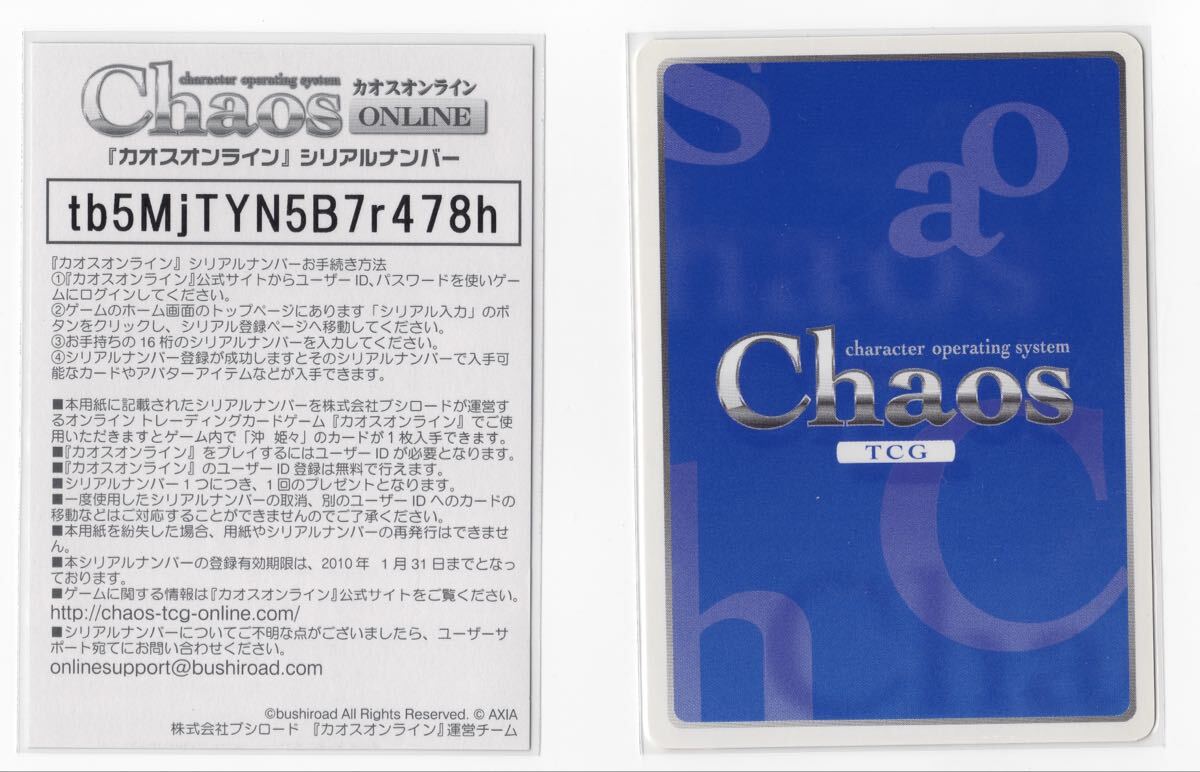 character operating system
Chaos
カオスオンライン
ONLINE
『カオスオンライン』シリアルナンバー
tb5MjTYN5B7r478h
『カオスオンライン』シリアルナンバーお手続き方法
①『カオスオンライン』公式サイトからユーザーID、パスワードを使いゲー
ムにログインしてください。
②ゲームのホーム画面のトップページにあります「シリアル入力」のボ
タンをクリックし、シリアル登録ページへ移動してください。
③お手持ちの16桁のシリアルナンバーを入力してください。
④シリアルナンバー登録が成功しますとそのシリアルナンバーで入手可
能なカードやアバターアイテムなどが入手できます。
■本用紙に記載されたシリアルナンバーを株式会社ブシロードが運営す
るオンライントレーディングカードゲーム『カオスオンライン』でご使
用いただきますとゲーム内で「沖 姫々」のカードが1枚入手できます。
■『カオスオンライン』をプレイするにはユーザーIDが必要となります。
■『カオスオンライン』のユーザーID登録は無料で行えます。
■シリアルナンバー1つにつき、1回のプレゼントとなります。
■一度使用したシリアルナンバーの取消、別のユーザーIDへのカードの
移動などはご対応することができませんのでご了承ください。
■本用紙を紛失した場合、用紙やシリアルナンバーの再発行はできませ
ん。
■本シリアルナンバーの登録有効期限は、2010年 1月31日までとなっ
ております。
■ゲームに関する情報は『カオスオンライン』公式サイトをご覧ください。
http://chaos-tcg-online.com/
■シリアルナンバーについてご不明な点がございましたら、ユーザーサ
ポート宛てにお問い合わせください。
onlinesupport@bushiroad.com
©bushiroad All Rights Reserved. © AXIA
株式会社ブシロード 『カオスオンライン』運営チーム
s
ao
character operating system
Chaos
TCG
C
h